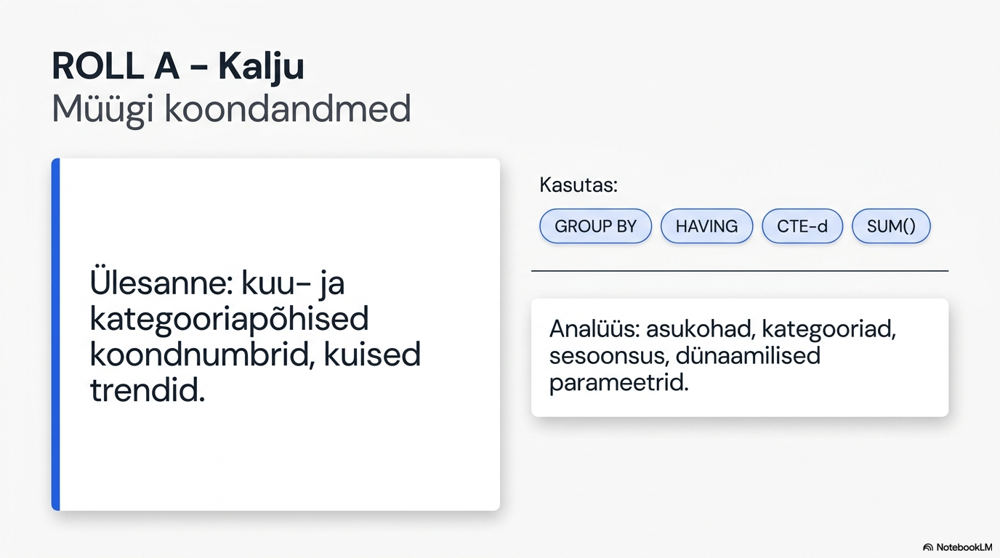 ROLL A – Kalju
Müügi koondandmed
Ülesanne: kuu– ja
kategooriapõhised
koondnumbrid, kuised
trendid.
Kasutas:
GROUP BY
HAVING
CTE-d
SUM()
Analüüs: asukohad, kategooriad,
sesoonsus, dünaamilised
parameetrid.
NotebookLM